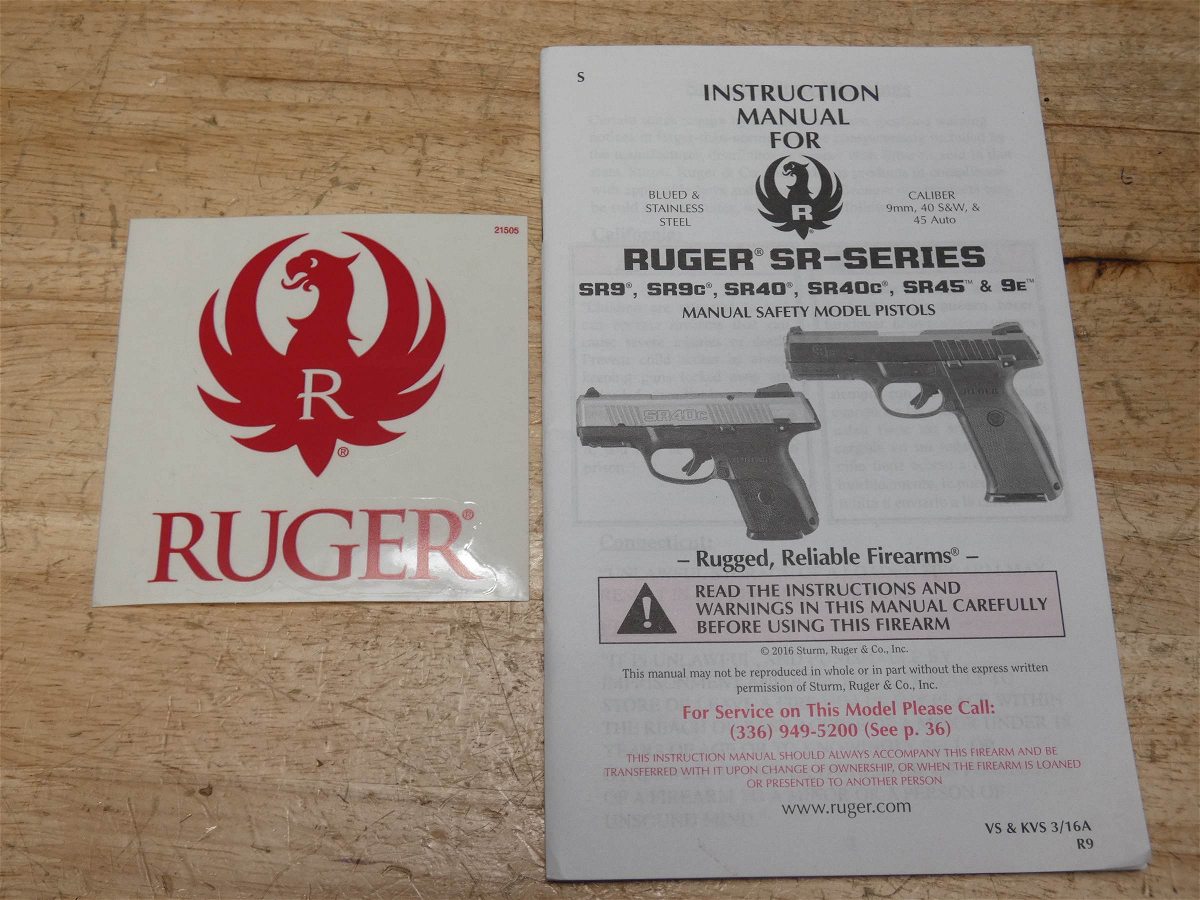 21505
R
®
RUGER®
S
INSTRUCTION
MANUAL
FOR
R
BLUED &
STAINLESS
STEEL
CALIBER
9mm, 40 S&W, &
45 Auto
RUGER® SR-SERIES
SR9®, SR9c®, SR40®, SR40c®, SR45™ & 9E™
MANUAL SAFETY MODEL PISTOLS
SR40c
– Rugged, Reliable Firearms® –
READ THE INSTRUCTIONS AND
WARNINGS IN THIS MANUAL CAREFULLY
BEFORE USING THIS FIREARM
© 2016 Sturm, Ruger & Co., Inc.
This manual may not be reproduced in whole or in part without the express written
permission of Sturm, Ruger & Co., Inc.
For Service on This Model Please Call:
(336) 949-5200 (See p. 36)
THIS INSTRUCTION MANUAL SHOULD ALWAYS ACCOMPANY THIS FIREARM AND BE
TRANSFERRED WITH IT UPON CHANGE OF OWNERSHIP, OR WHEN THE FIREARM IS LOANED
OR PRESENTED TO ANOTHER PERSON
www.ruger.com
VS & KVS 3/16A
R9